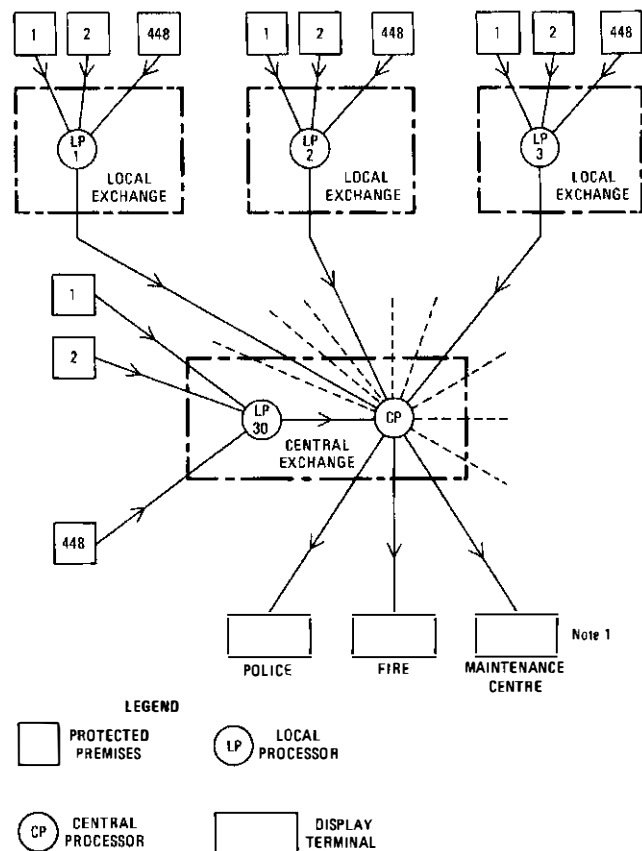 1 2 448 1 2 448 1 2 448
LP 1
LOCAL EXCHANGE
LP 2
LOCAL EXCHANGE
LP 3
LOCAL EXCHANGE
1
2
LP 30
CP
CENTRAL EXCHANGE
448
Note 1
POLICE
FIRE
MAINTENANCE CENTRE
LEGEND
PROTECTED PREMISES
LP
LOCAL PROCESSOR
CP
CENTRAL PROCESSOR
DISPLAY TERMINAL